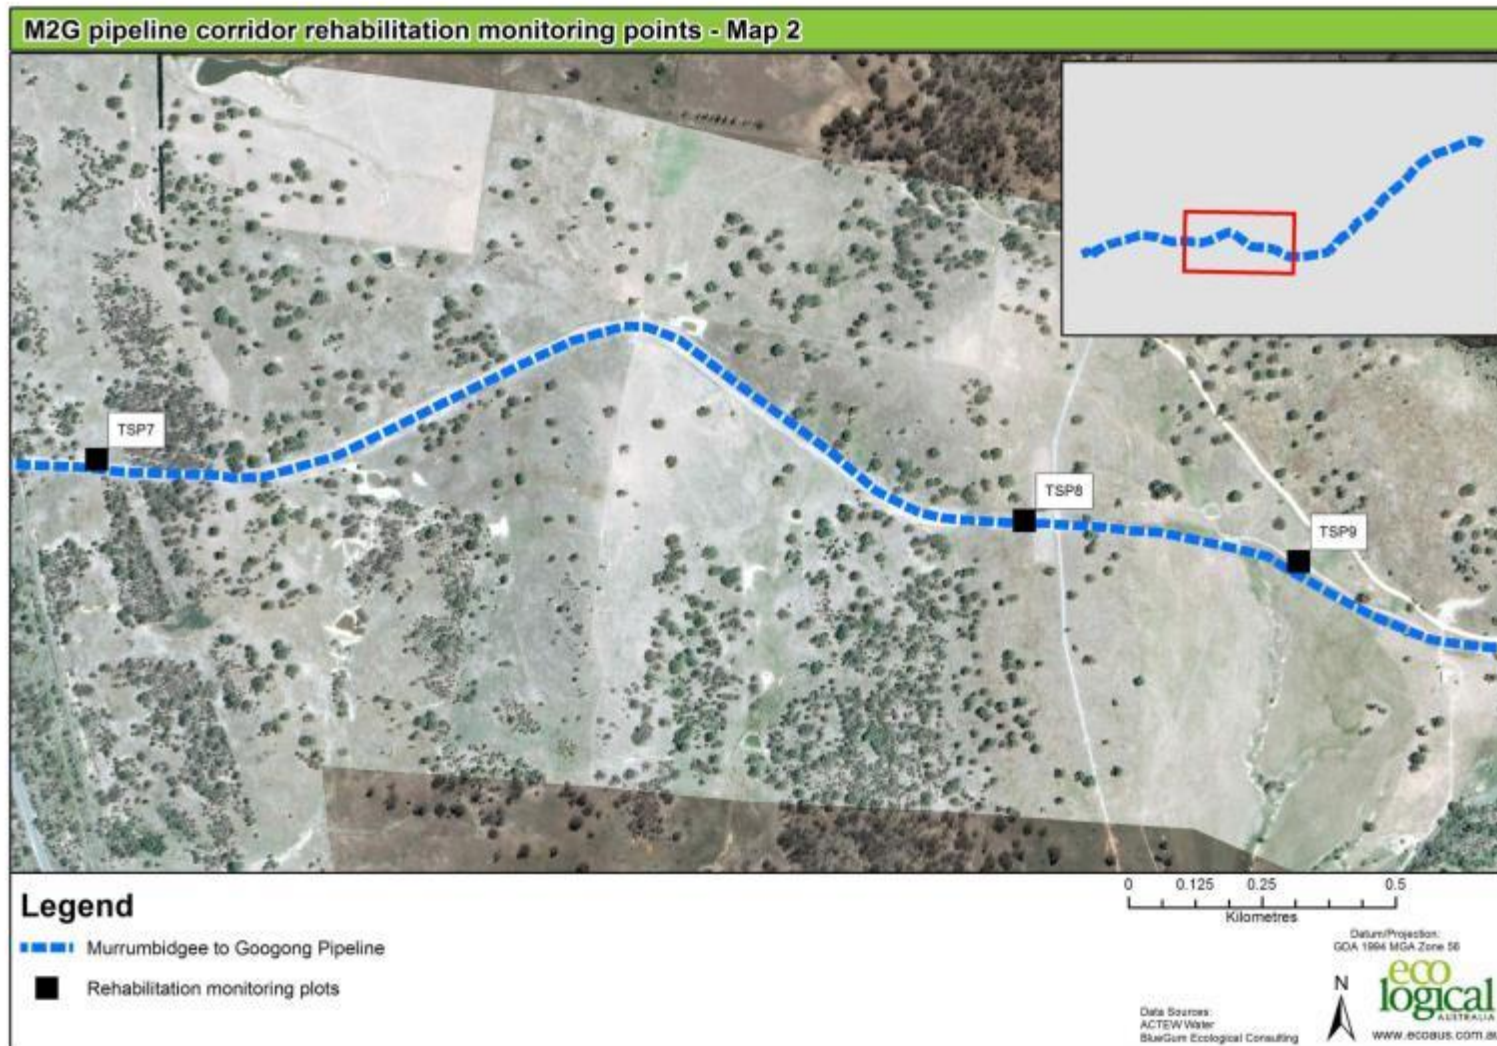 M2G pipeline corridor rehabilitation monitoring points - Map 2
TSP7
TSP8
TSP9
Legend
Murrumbidgee to Googong Pipeline
Rehabilitation monitoring plots
0 0.125 0.25 0.5
Kilometres
Datum/Projection:
GDA 1994 MGA Zone 56
N
eco
logical
AUSTRALIA
www.ecoaus.com.au
Data Sources:
ACTEW Water
BlueGum Ecological Consulting